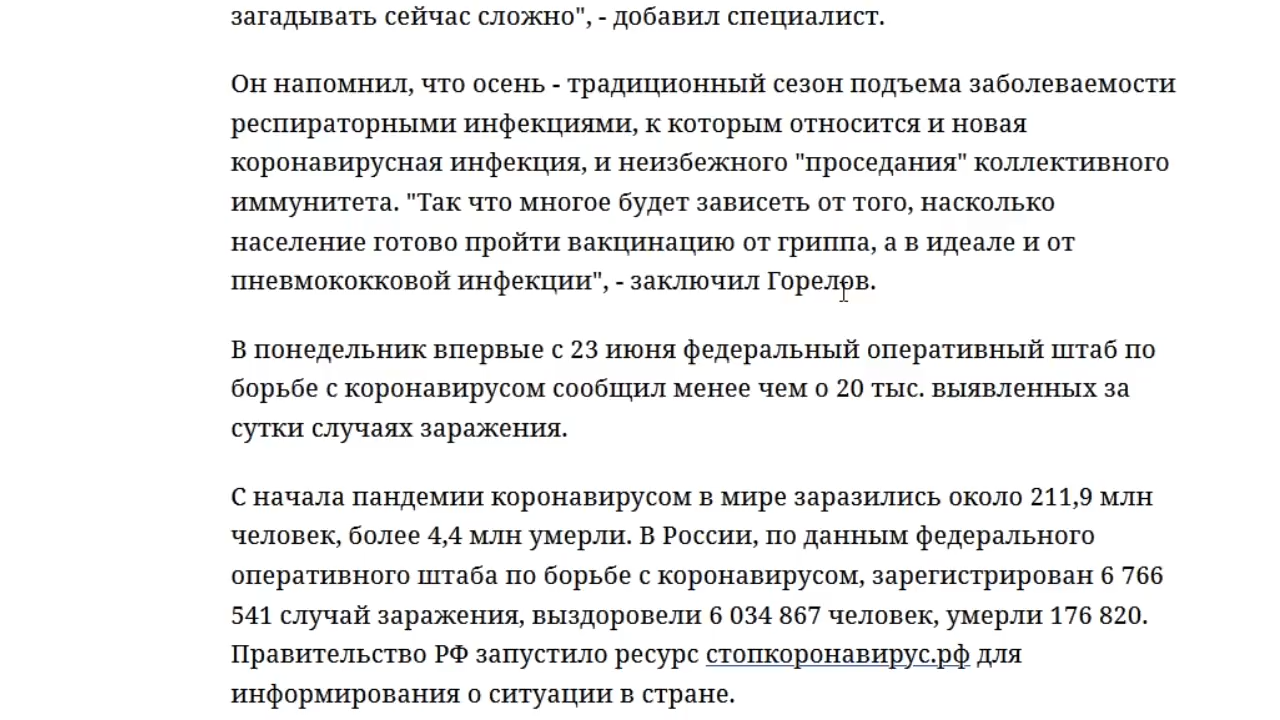 загадывать сейчас сложно", - добавил специалист.
Он напомнил, что осень - традиционный сезон подъема заболеваемости
респираторными инфекциями, к которым относится и новая
коронавирусная инфекция, и неизбежного "проседания" коллективного
иммунитета. "Так что многое будет зависеть от того, насколько
население готово пройти вакцинацию от гриппа, а в идеале и от
пневмококковой инфекции", - заключил Горелов.
В понедельник впервые с 23 июня федеральный оперативный штаб по
борьбе с коронавирусом сообщил менее чем о 20 тыс. выявленных за
сутки случаях заражения.
С начала пандемии коронавирусом в мире заразились около 211,9 млн
человек, более 4,4 млн умерли. В России, по данным федерального
оперативного штаба по борьбе с коронавирусом, зарегистрирован 6 766
541 случай заражения, выздоровели 6 034 867 человек, умерли 176 820.
Правительство РФ запустило ресурс стопкоронавирус.рф для
информирования о ситуации в стране.